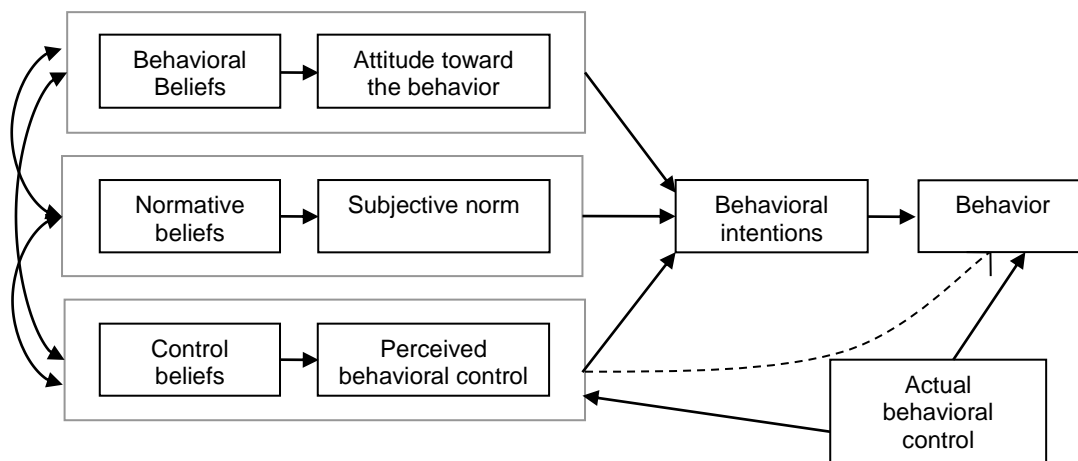 Behavioral
Beliefs
Attitude toward
the behavior
Normative
beliefs
Subjective norm
Behavioral
intentions
Behavior
Control
beliefs
Perceived
behavioral control
Actual
behavioral
control